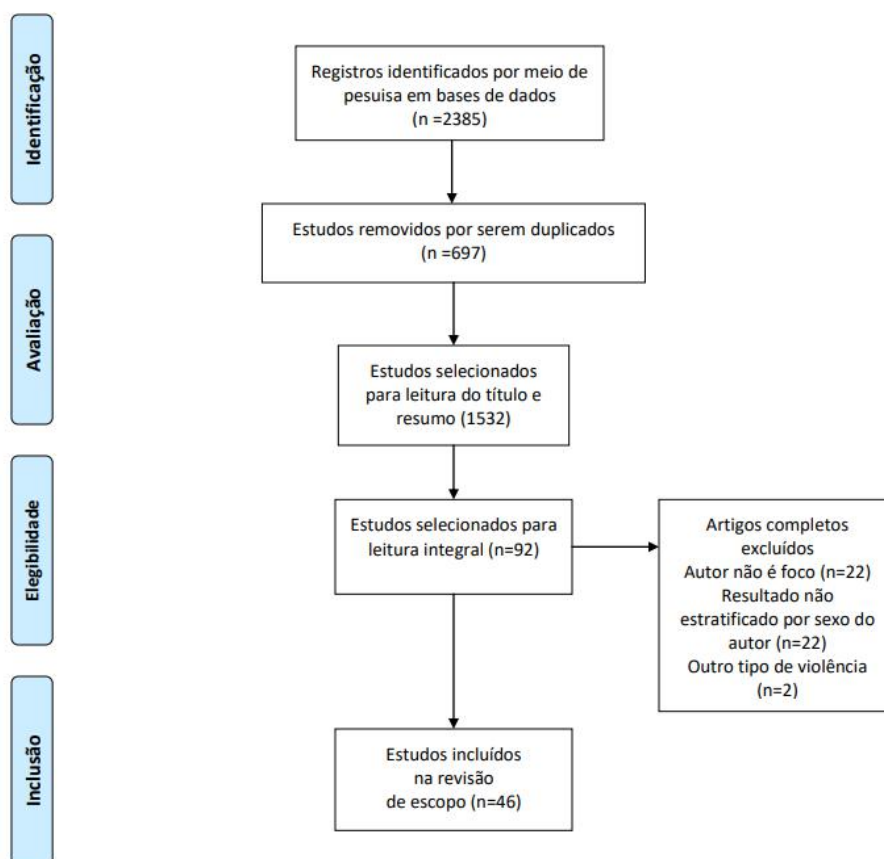 Identificação
Registros identificados por meio de
pesuisa em bases de dados
(n =2385)
Estudos removidos por serem duplicados
(n =697)
Avaliação
Estudos selecionados
para leitura do título e
resumo (1532)
Elegibilidade
Estudos selecionados para
leitura integral (n=92)
Artigos completos
excluídos
Autor não é foco (n=22)
Resultado não
estratificado por sexo do
autor (n=22)
Outro tipo de violência
(n=2)
Inclusão
Estudos incluídos
na revisão
de escopo (n=46)